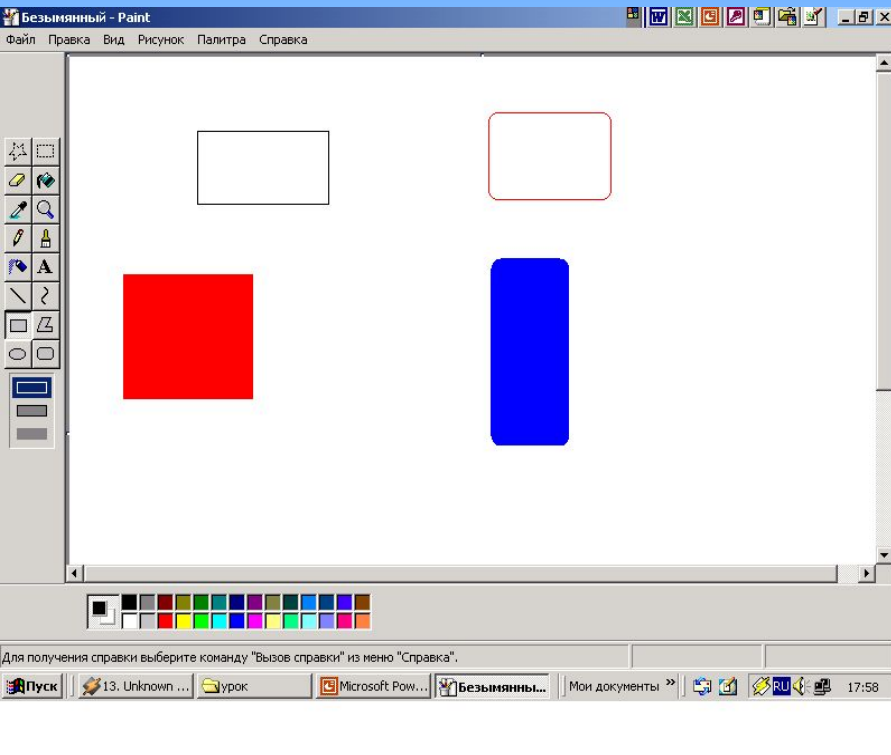 Безымянный - Paint
Файл Правка Вид Рисунок Палитра Справка
A
Для получения справки выберите команду "Вызов справки" из меню "Справка".
Пуск 13. Unknown ... урок Microsoft Pow... Безымянны... Мои документы » RU 17:58